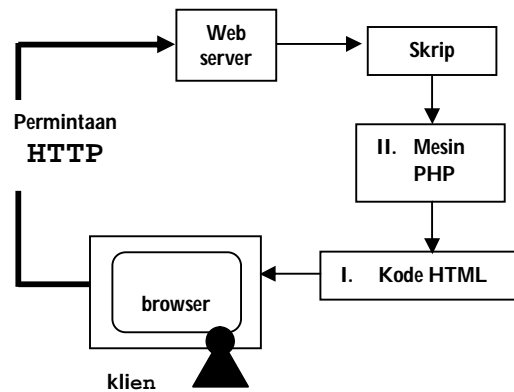 Web
server
Skrip
Permintaan
HTTP
II. Mesin
PHP
I. Kode HTML
browser
klien